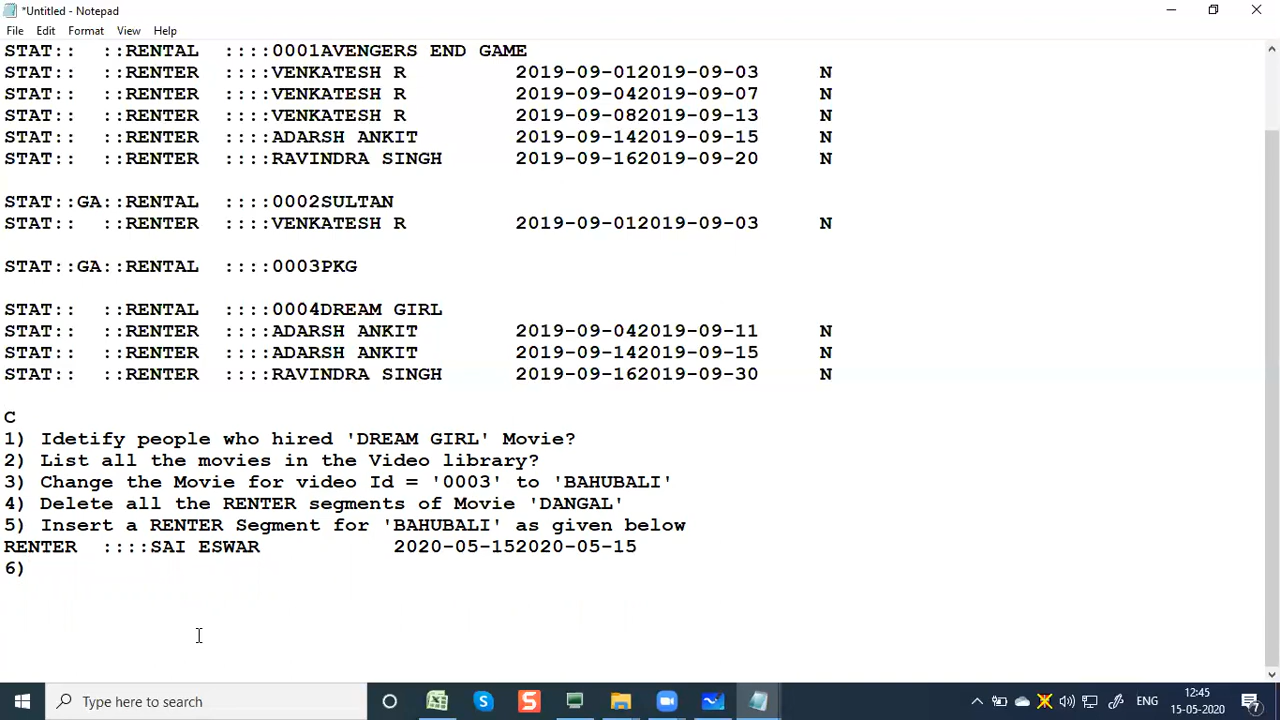 *Untitled - Notepad
File Edit Format View Help
STAT:: ::RENTAL ::::0001AVENGERS END GAME
STAT:: ::RENTER ::::VENKATESH R 2019-09-012019-09-03 N
STAT:: ::RENTER ::::VENKATESH R 2019-09-042019-09-07 N
STAT:: ::RENTER ::::VENKATESH R 2019-09-082019-09-13 N
STAT:: ::RENTER ::::ADARSH ANKIT 2019-09-142019-09-15 N
STAT:: ::RENTER ::::RAVINDRA SINGH 2019-09-162019-09-20 N
STAT::GA::RENTAL ::::0002SULTAN
STAT:: ::RENTER ::::VENKATESH R 2019-09-012019-09-03 N
STAT::GA::RENTAL ::::0003PKG
STAT:: ::RENTAL ::::0004DREAM GIRL
STAT:: ::RENTER ::::ADARSH ANKIT 2019-09-042019-09-11 N
STAT:: ::RENTER ::::ADARSH ANKIT 2019-09-142019-09-15 N
STAT:: ::RENTER ::::RAVINDRA SINGH 2019-09-162019-09-30 N
C
1) Idetify people who hired 'DREAM GIRL' Movie?
2) List all the movies in the Video library?
3) Change the Movie for video Id = '0003' to 'BAHUBALI'
4) Delete all the RENTER segments of Movie 'DANGAL'
5) Insert a RENTER Segment for 'BAHUBALI' as given below
RENTER ::::SAI ESWAR 2020-05-152020-05-15
6)
Type here to search
ENG
12:45
15-05-2020
7